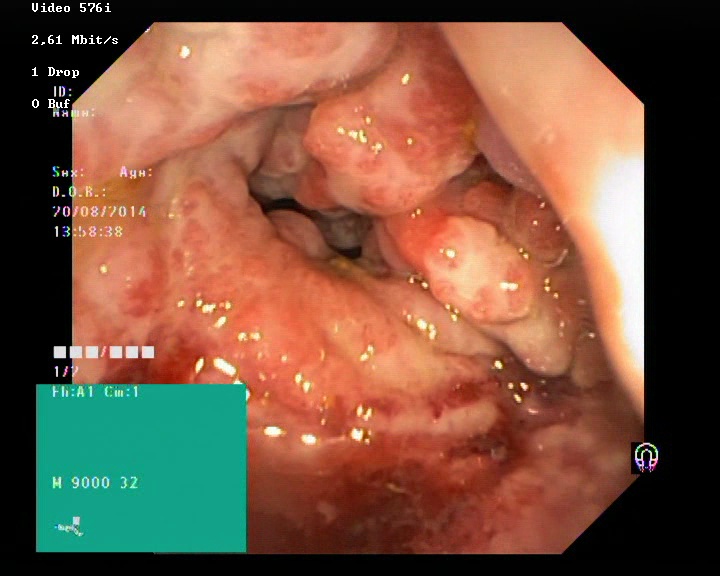 Video 576i
2,61 Mbit/s
1 Drop
ID:
0 Buf
Name:
Sex: Age:
D.O.B.:
20/08/2014
13:58:38
/
1/2
Eh:A1 Cm:1
M 9000 32